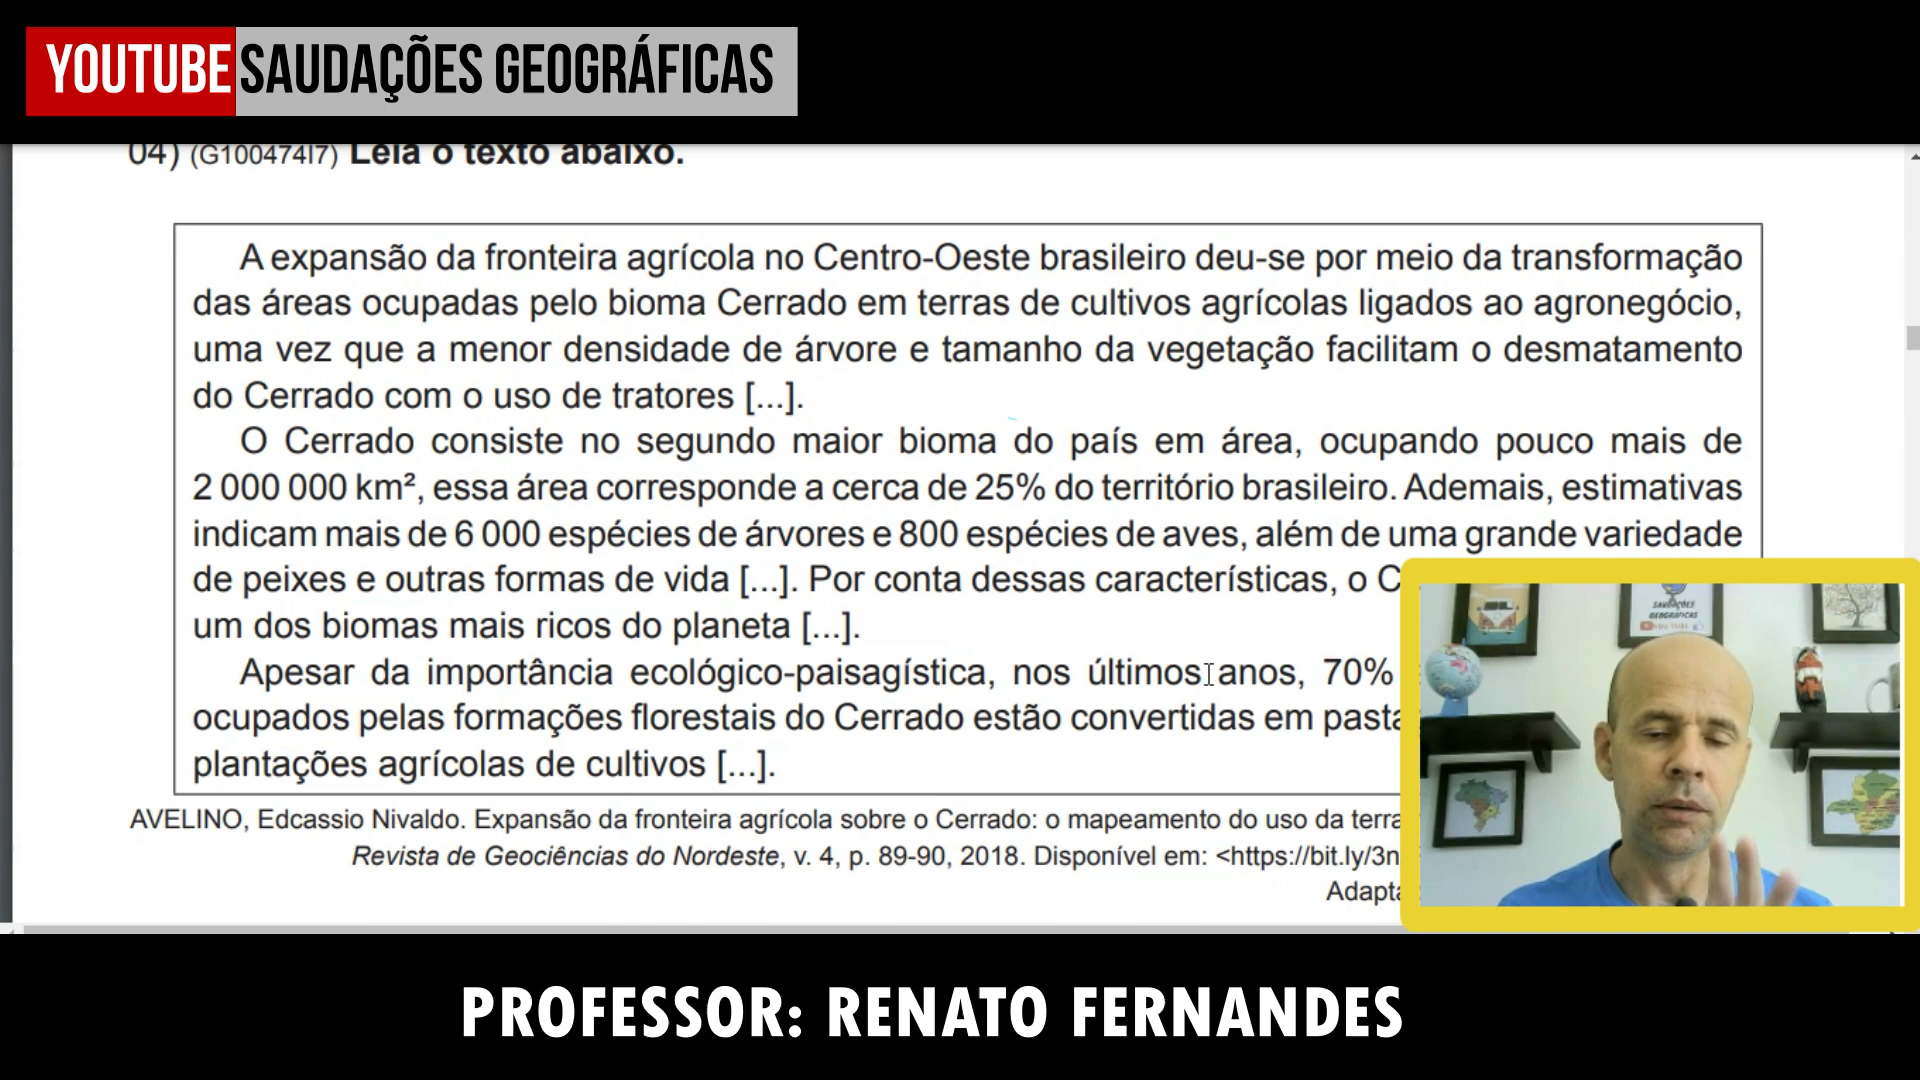 YOUTUBE SAUDAÇÕES GEOGRÁFICAS
04) (G100474I7) Leia o texto abaixo.
A expansão da fronteira agrícola no Centro-Oeste brasileiro deu-se por meio da transformação
das áreas ocupadas pelo bioma Cerrado em terras de cultivos agrícolas ligados ao agronegócio,
uma vez que a menor densidade de árvore e tamanho da vegetação facilitam o desmatamento
do Cerrado com o uso de tratores [...].
O Cerrado consiste no segundo maior bioma do país em área, ocupando pouco mais de
2 000 000 km², essa área corresponde a cerca de 25% do território brasileiro. Ademais, estimativas
indicam mais de 6 000 espécies de árvores e 800 espécies de aves, além de uma grande variedade
de peixes e outras formas de vida [...]. Por conta dessas características, o C
um dos biomas mais ricos do planeta [...].
Apesar da importância ecológico-paisagística, nos últimos anos, 70%
ocupados pelas formações florestais do Cerrado estão convertidas em pasta
plantações agrícolas de cultivos [...].
AVELINO, Edcassio Nivaldo. Expansão da fronteira agrícola sobre o Cerrado: o mapeamento do uso da terra
Revista de Geociências do Nordeste, v. 4, p. 89-90, 2018. Disponível em: <https://bit.ly/3n
Adapta
SAUDAÇÕES
GEOGRÁFICAS
PROFESSOR: RENATO FERNANDES